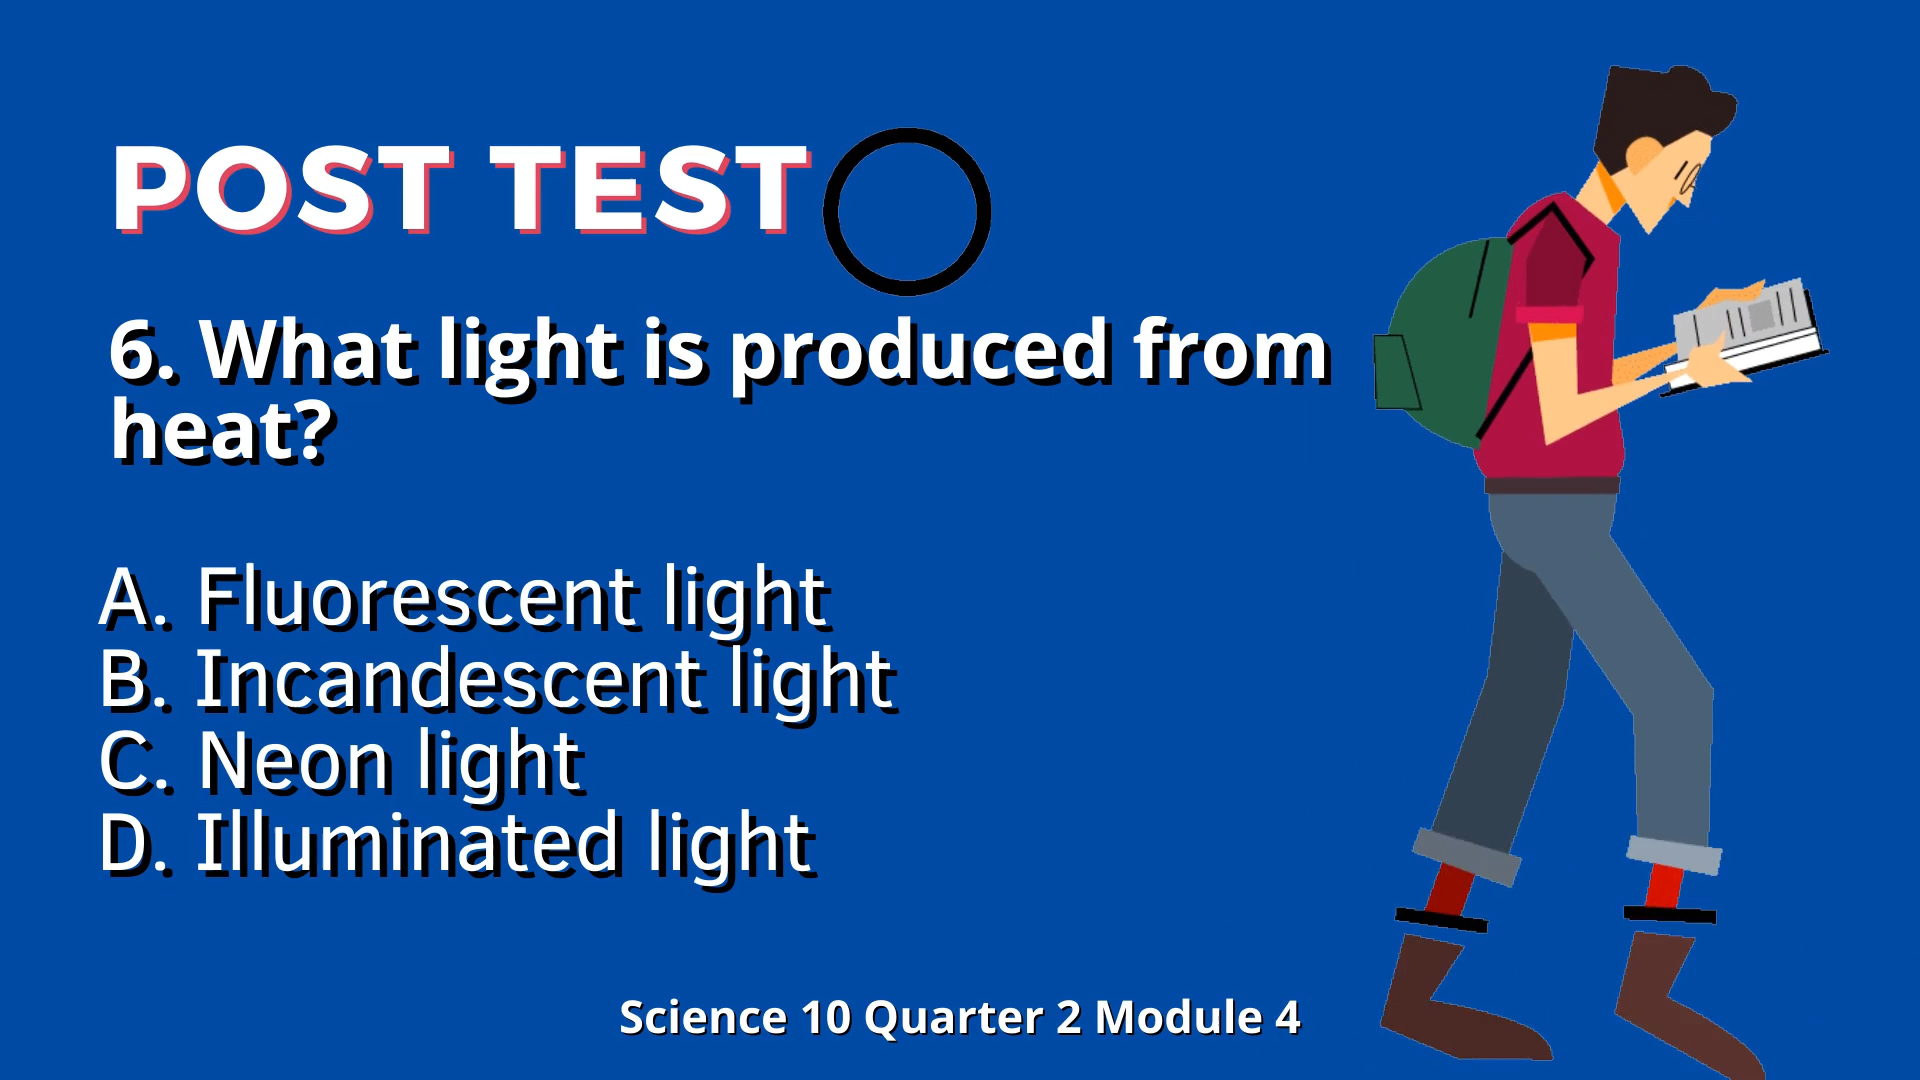 POST TEST
6. What light is produced from
heat?
A. Fluorescent light
B. Incandescent light
C. Neon light
D. Illuminated light
Science 10 Quarter 2 Module 4